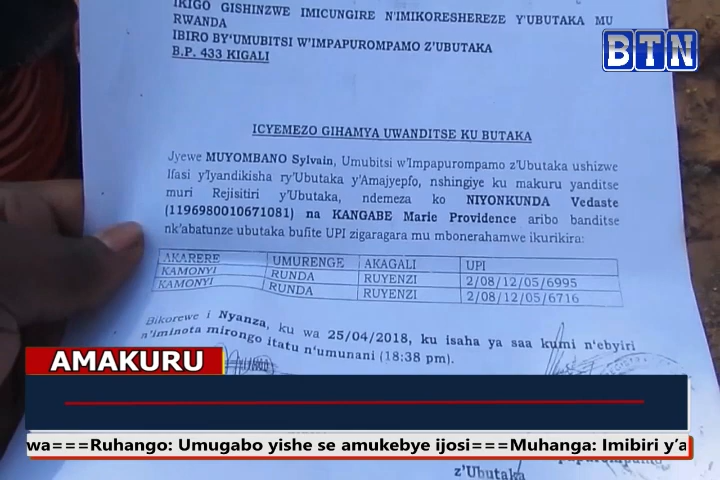 IKIGO GISHINZWE IMICUNGIRE N'IMIKORESHEREZE Y'UBUTAKA MU
RWANDA
IBIRO BY'UMUBITSI W'IMPAPUROMPAMO Z'UBUTAKA
B.P. 433 KIGALI
BTN
ICYEMEZO GIHAMYA UWANDITSE KU BUTAKA
Jyewe MUYOMBANO Sylvain, Umubitsi w'Impapurompamo z'Ubutaka ushizwe
Ifasi y'Iyandikisha ry'Ubutaka y'Amajyepfo, nshingiye ku makuru yanditse
muri Rejisitiri y'Ubutaka, ndemeza ko NIYONKUNDA Vedaste
(1196980010671081) na KANGABE Marie Providence aribo banditse
nk'abatunze ubutaka bufite UPI zigaragara mu mbonerahamwe ikurikira:
AKARERE UMURENGE AKAGALI UPI
KAMONYI RUNDA RUYENZI 2/08/12/05/6995
KAMONYI RUNDA RUYENZI 2/08/12/05/6716
Bikorewe i Nyanza, ku wa 25/04/2018, ku isaha ya saa kumi n'ebyiri
n'iminota mirongo itatu n'umunani (18:38 pm).
AMAKURU
wa===Ruhango: Umugabo yishe se amukebye ijosi===Muhanga: Imibiri y'a
z'Ubutaka